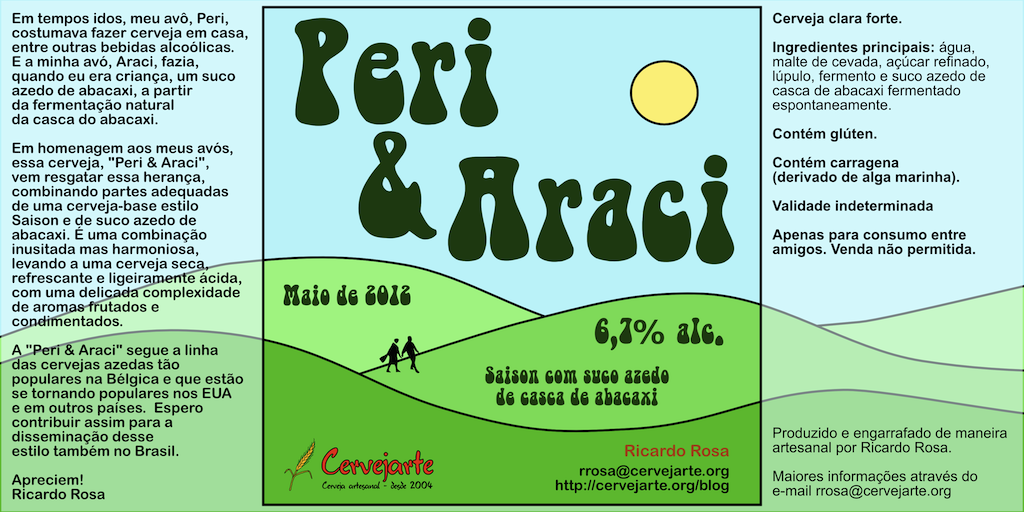 Em tempos idos, meu avô, Peri,
costumava fazer cerveja em casa,
entre outras bebidas alcoólicas.
E a minha avó, Araci, fazia,
quando eu era criança, um suco
azedo de abacaxi, a partir
da fermentação natural
da casca do abacaxi.
Em homenagem aos meus avós,
essa cerveja, "Peri & Araci",
vem resgatar essa herança,
combinando partes adequadas
de uma cerveja-base estilo
Saison e de suco azedo de
abacaxi. É uma combinação
inusitada mas harmoniosa,
levando a uma cerveja seca,
refrescante e ligeiramente ácida,
com uma delicada complexidade
de aromas frutados e
condimentados.
A "Peri & Araci" segue a linha
das cervejas azedas tão
populares na Bélgica e que estão
se tornando populares nos EUA
e em outros países. Espero
contribuir assim para a
disseminação desse
estilo também no Brasil.
Apreciem!
Ricardo Rosa
Peri
&
Araci
Maio de 2012
6,7% alc.
Saison com suco azedo
de casca de abacaxi
Cervejarte
Cerveja artesanal - desde 2004
Ricardo Rosa
rrosa@cervejarte.org
http://cervejarte.org/blog
Cerveja clara forte.
Ingredientes principais: água,
malte de cevada, açúcar refinado,
lúpulo, fermento e suco azedo de
casca de abacaxi fermentado
espontaneamente.
Contém glúten.
Contém carragena
(derivado de alga marinha).
Validade indeterminada
Apenas para consumo entre
amigos. Venda não permitida.
Produzido e engarrafado de maneira
artesanal por Ricardo Rosa.
Maiores informações através do
e-mail rrosa@cervejarte.org